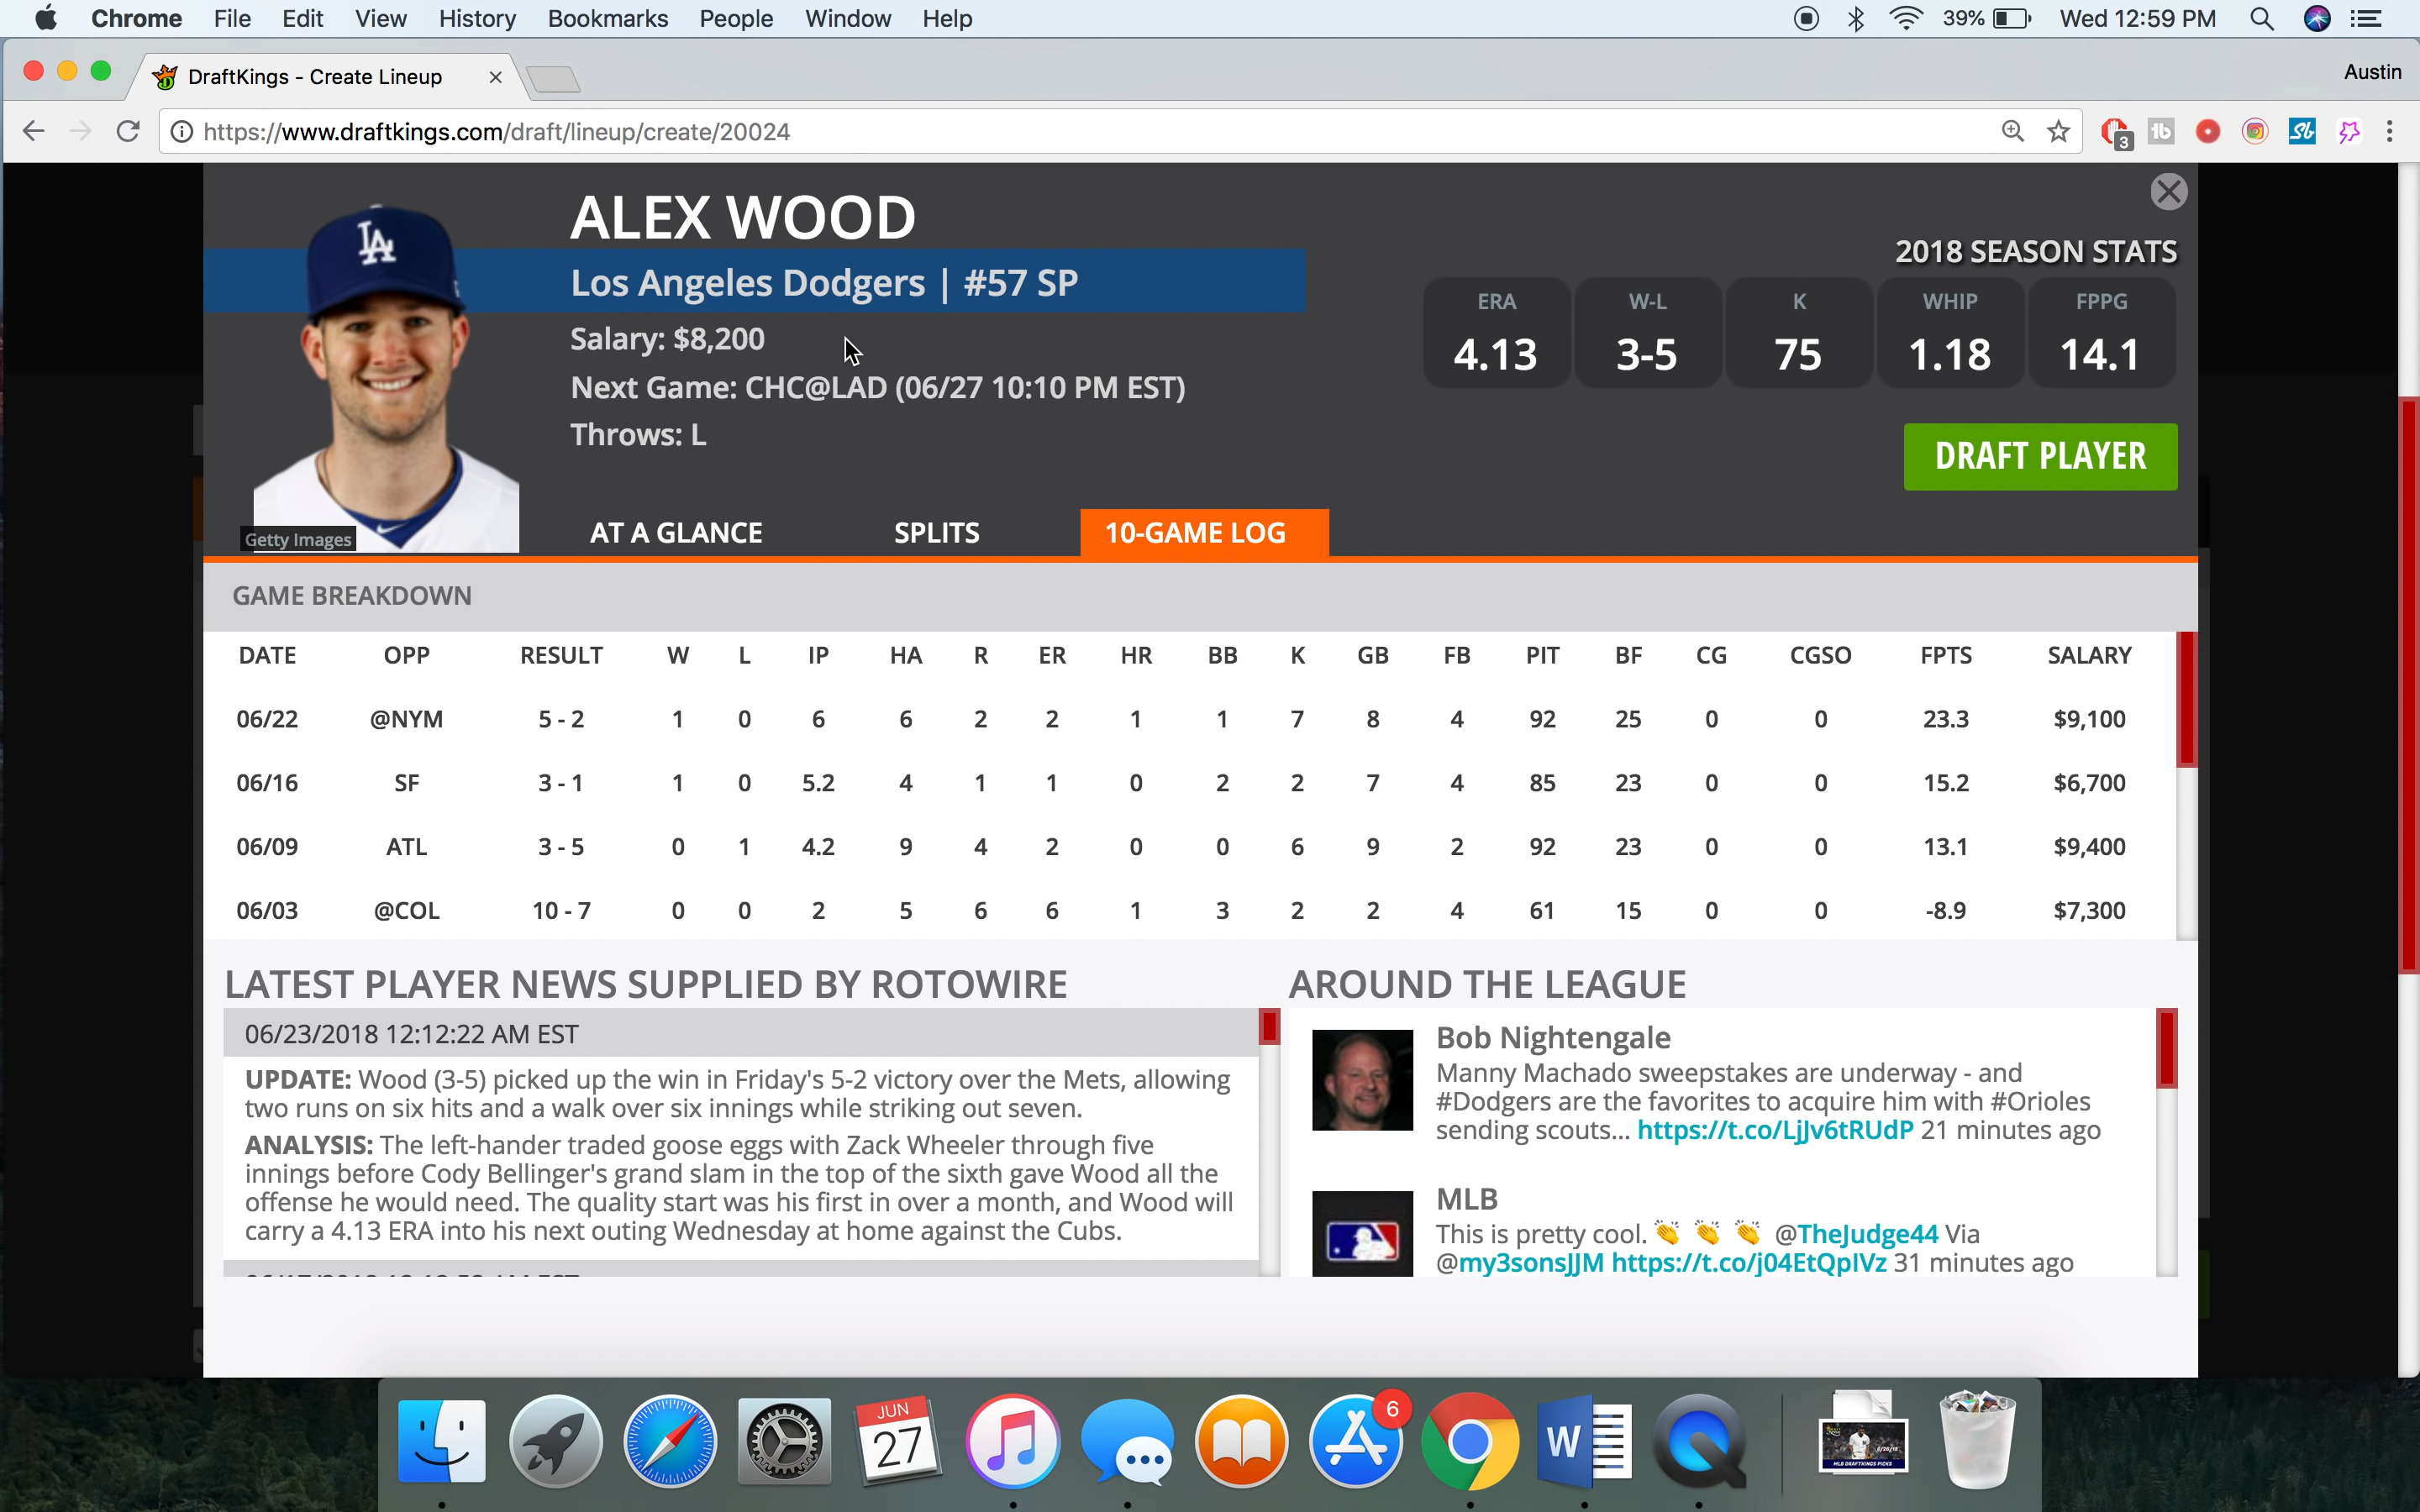 Chrome File Edit View History Bookmarks People Window Help 39% Wed 12:59 PM
DraftKings - Create Lineup
Austin
https://www.draftkings.com/draft/lineup/create/20024
3
ALEX WOOD
Los Angeles Dodgers | #57 SP
Salary: $8,200
Next Game: CHC@LAD (06/27 10:10 PM EST)
Throws: L
2018 SEASON STATS
ERA W-L K WHIP FPPG
4.13 3-5 75 1.18 14.1
DRAFT PLAYER
LA
Getty Images
AT A GLANCE SPLITS 10-GAME LOG
GAME BREAKDOWN
DATE OPP RESULT W L IP HA R ER HR BB K GB FB PIT BF CG CGSO FPTS SALARY
06/22 @NYM 5 - 2 1 0 6 6 2 2 1 1 7 8 4 92 25 0 0 23.3 $9,100
06/16 SF 3 - 1 1 0 5.2 4 1 1 0 2 2 7 4 85 23 0 0 15.2 $6,700
06/09 ATL 3 - 5 0 1 4.2 9 4 2 0 0 6 9 2 92 23 0 0 13.1 $9,400
06/03 @COL 10 - 7 0 0 2 5 6 6 1 3 2 2 4 61 15 0 0 -8.9 $7,300
LATEST PLAYER NEWS SUPPLIED BY ROTOWIRE
06/23/2018 12:12:22 AM EST
UPDATE: Wood (3-5) picked up the win in Friday's 5-2 victory over the Mets, allowing
two runs on six hits and a walk over six innings while striking out seven.
ANALYSIS: The left-hander traded goose eggs with Zack Wheeler through five
innings before Cody Bellinger's grand slam in the top of the sixth gave Wood all the
offense he would need. The quality start was his first in over a month, and Wood will
carry a 4.13 ERA into his next outing Wednesday at home against the Cubs.
AROUND THE LEAGUE
Bob Nightengale
Manny Machado sweepstakes are underway - and
#Dodgers are the favorites to acquire him with #Orioles
sending scouts... https://t.co/LjJv6tRUdP 21 minutes ago
MLB
This is pretty cool. 👏 👏 👏 @TheJudge44 Via
@my3sonsJJM https://t.co/j04EtQpIVz 31 minutes ago
JUN
27
6
W
MLB DRAFTKINGS PICKS